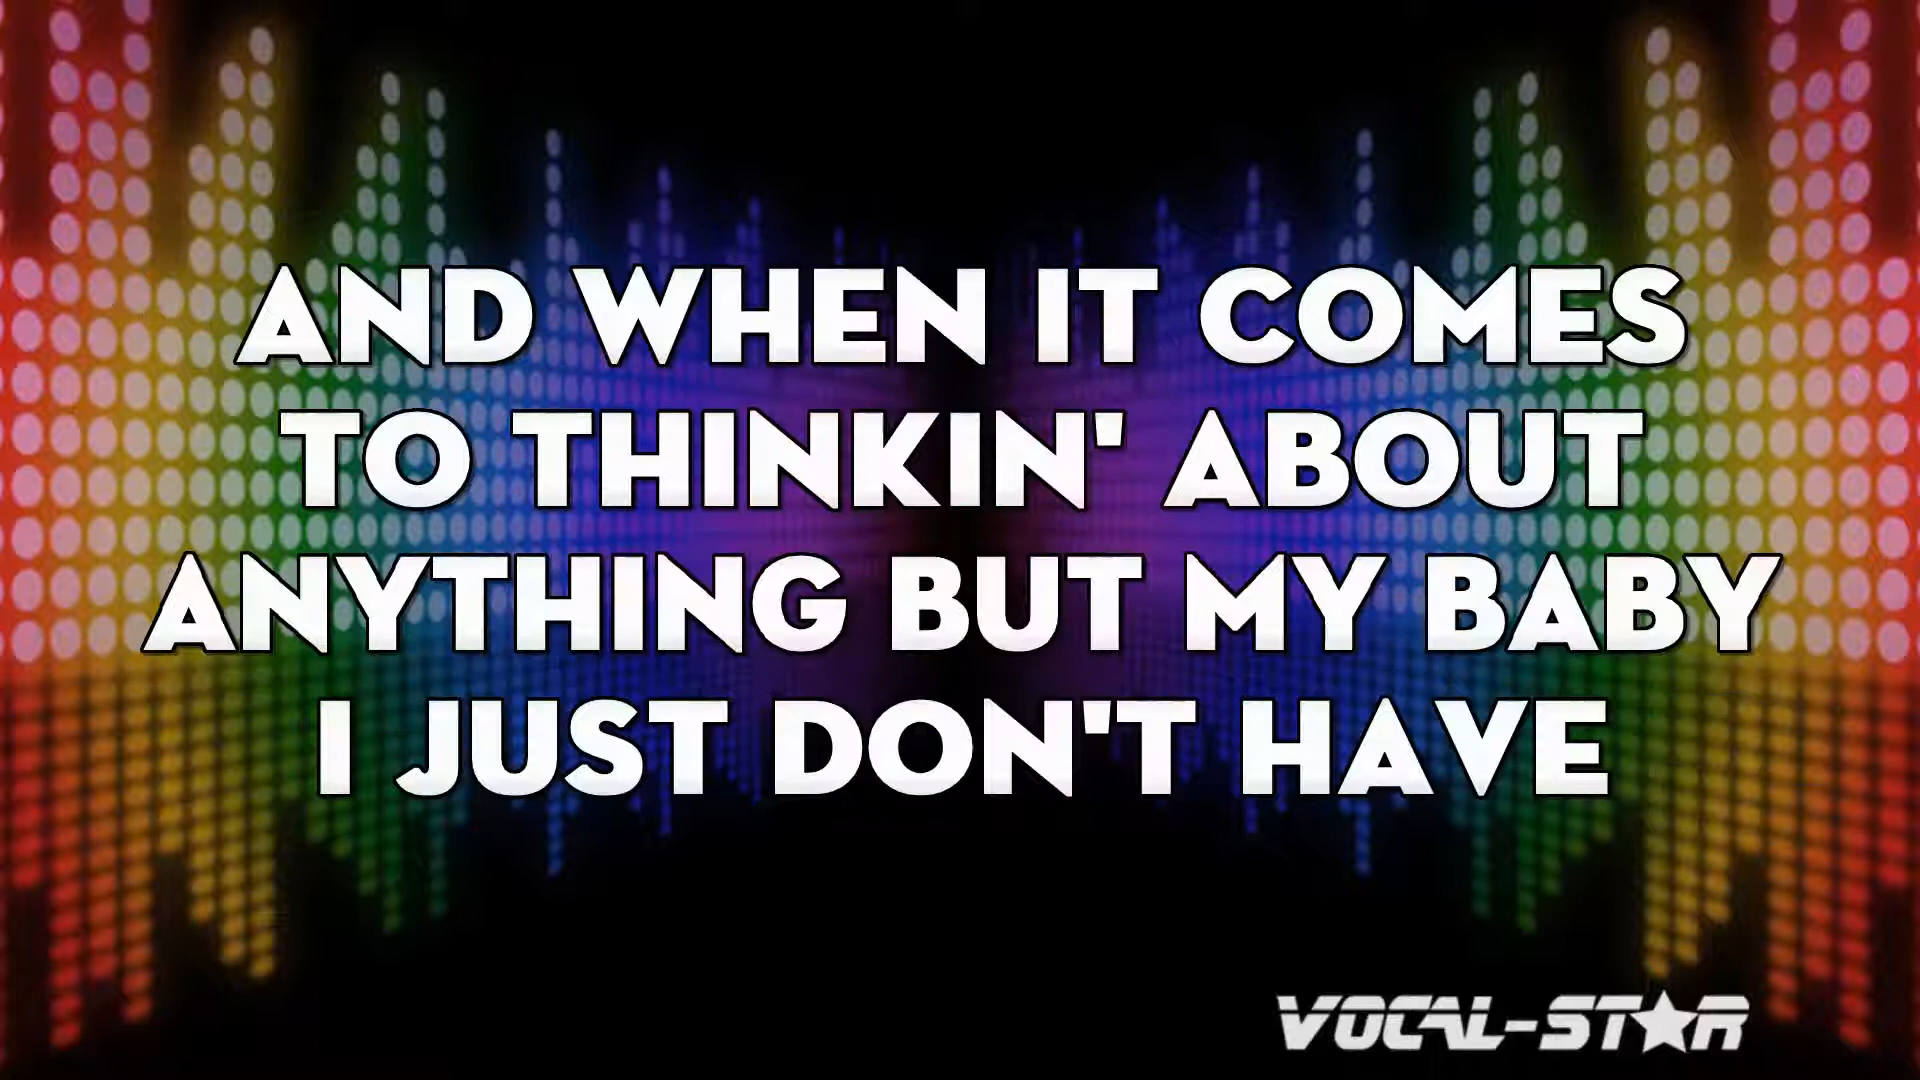 AND WHEN IT COMES
TO THINKIN' ABOUT
ANYTHING BUT MY BABY
I JUST DON'T HAVE
VOCAL-STAR